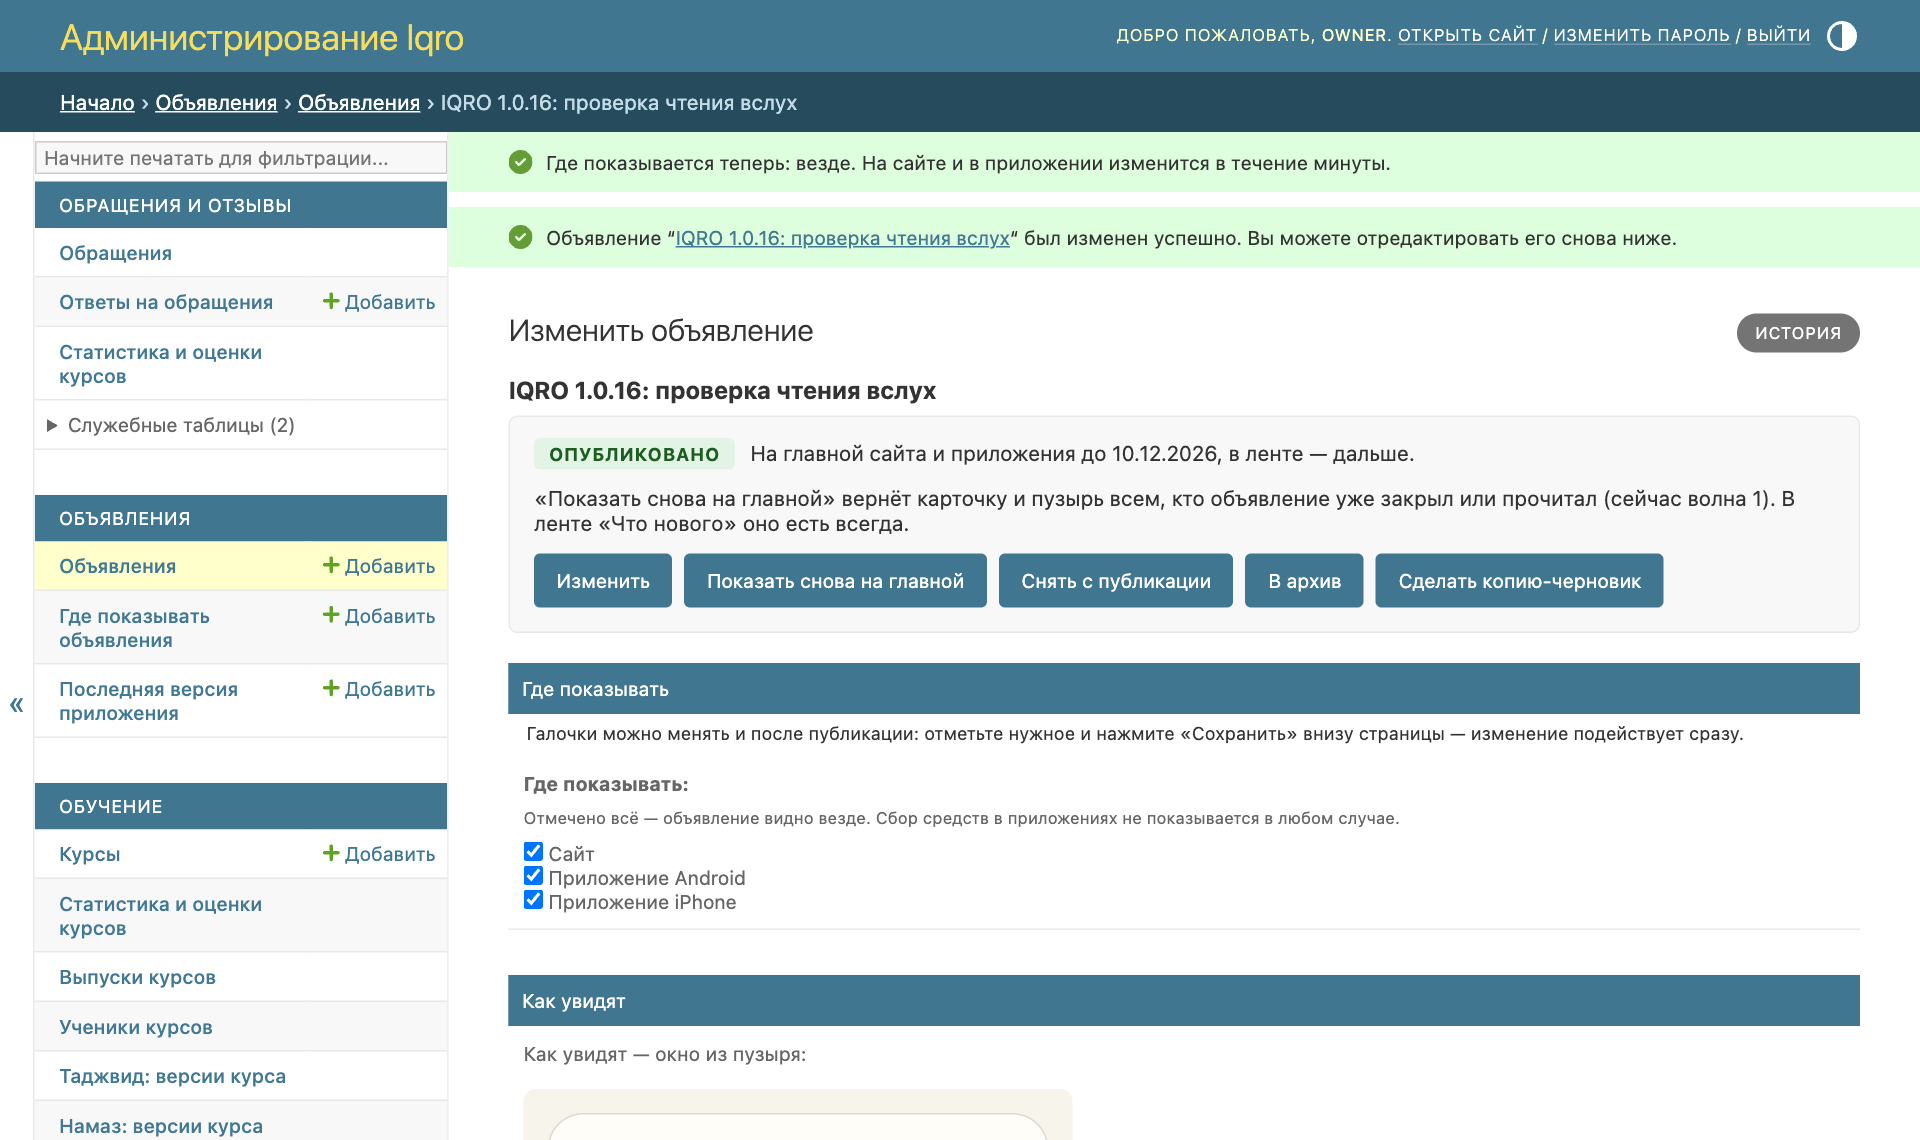 Администрирование Iqro
ДОБРО ПОЖАЛОВАТЬ, OWNER. ОТКРЫТЬ САЙТ / ИЗМЕНИТЬ ПАРОЛЬ / ВЫЙТИ
Начало › Объявления › Объявления › IQRO 1.0.16: проверка чтения вслух
Начните печатать для фильтрации...
ОБРАЩЕНИЯ И ОТЗЫВЫ
Обращения
Ответы на обращения + Добавить
Статистика и оценки
курсов
Служебные таблицы (2)
ОБЪЯВЛЕНИЯ
Объявления + Добавить
Где показывать + Добавить
объявления
Последняя версия + Добавить
приложения
«
ОБУЧЕНИЕ
Курсы + Добавить
Статистика и оценки
курсов
Выпуски курсов
Ученики курсов
Таджвид: версии курса
Намаз: версии курса
Где показывается теперь: везде. На сайте и в приложении изменится в течение минуты.
Объявление “IQRO 1.0.16: проверка чтения вслух“ был изменен успешно. Вы можете отредактировать его снова ниже.
Изменить объявление
ИСТОРИЯ
IQRO 1.0.16: проверка чтения вслух
ОПУБЛИКОВАНО На главной сайта и приложения до 10.12.2026, в ленте — дальше.
«Показать снова на главной» вернёт карточку и пузырь всем, кто объявление уже закрыл или прочитал (сейчас волна 1). В
ленте «Что нового» оно есть всегда.
Изменить Показать снова на главной Снять с публикации В архив Сделать копию-черновик
Где показывать
Галочки можно менять и после публикации: отметьте нужное и нажмите «Сохранить» внизу страницы — изменение подействует сразу.
Где показывать:
Отмечено всё — объявление видно везде. Сбор средств в приложениях не показывается в любом случае.
Сайт
Приложение Android
Приложение iPhone
Как увидят
Как увидят — окно из пузыря: